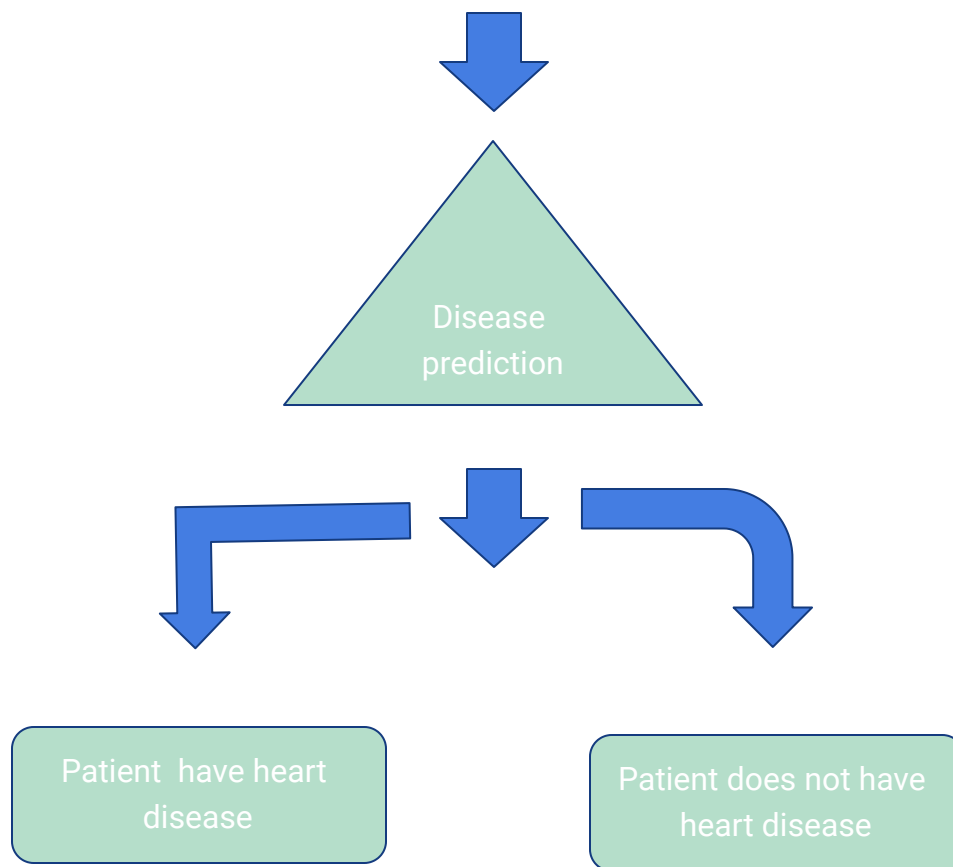 Disease
prediction
Patient  have heart
disease
Patient does not have
heart disease